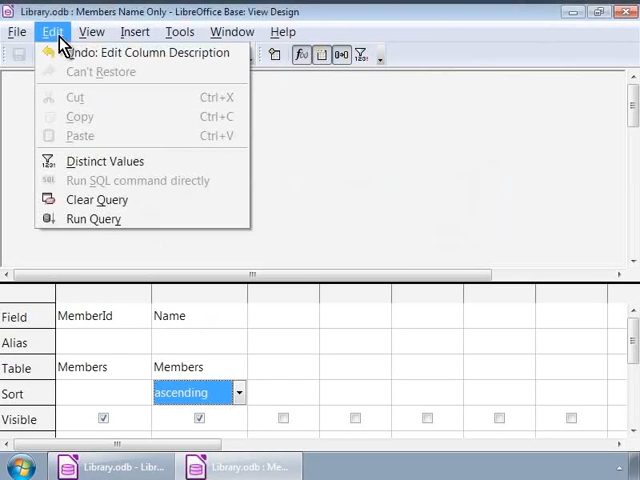 Library.odb : Members Name Only - LibreOffice Base: View Design
File Edit View Insert Tools Window Help
Undo: Edit Column Description
Can't Restore
Cut Ctrl+X
Copy Ctrl+C
Paste Ctrl+V
Distinct Values
Run SQL command directly
Clear Query
Run Query
Field MemberId Name
Alias
Table Members Members
Sort ascending
Visible
Library.odb - Libr... Library.odb : Me...